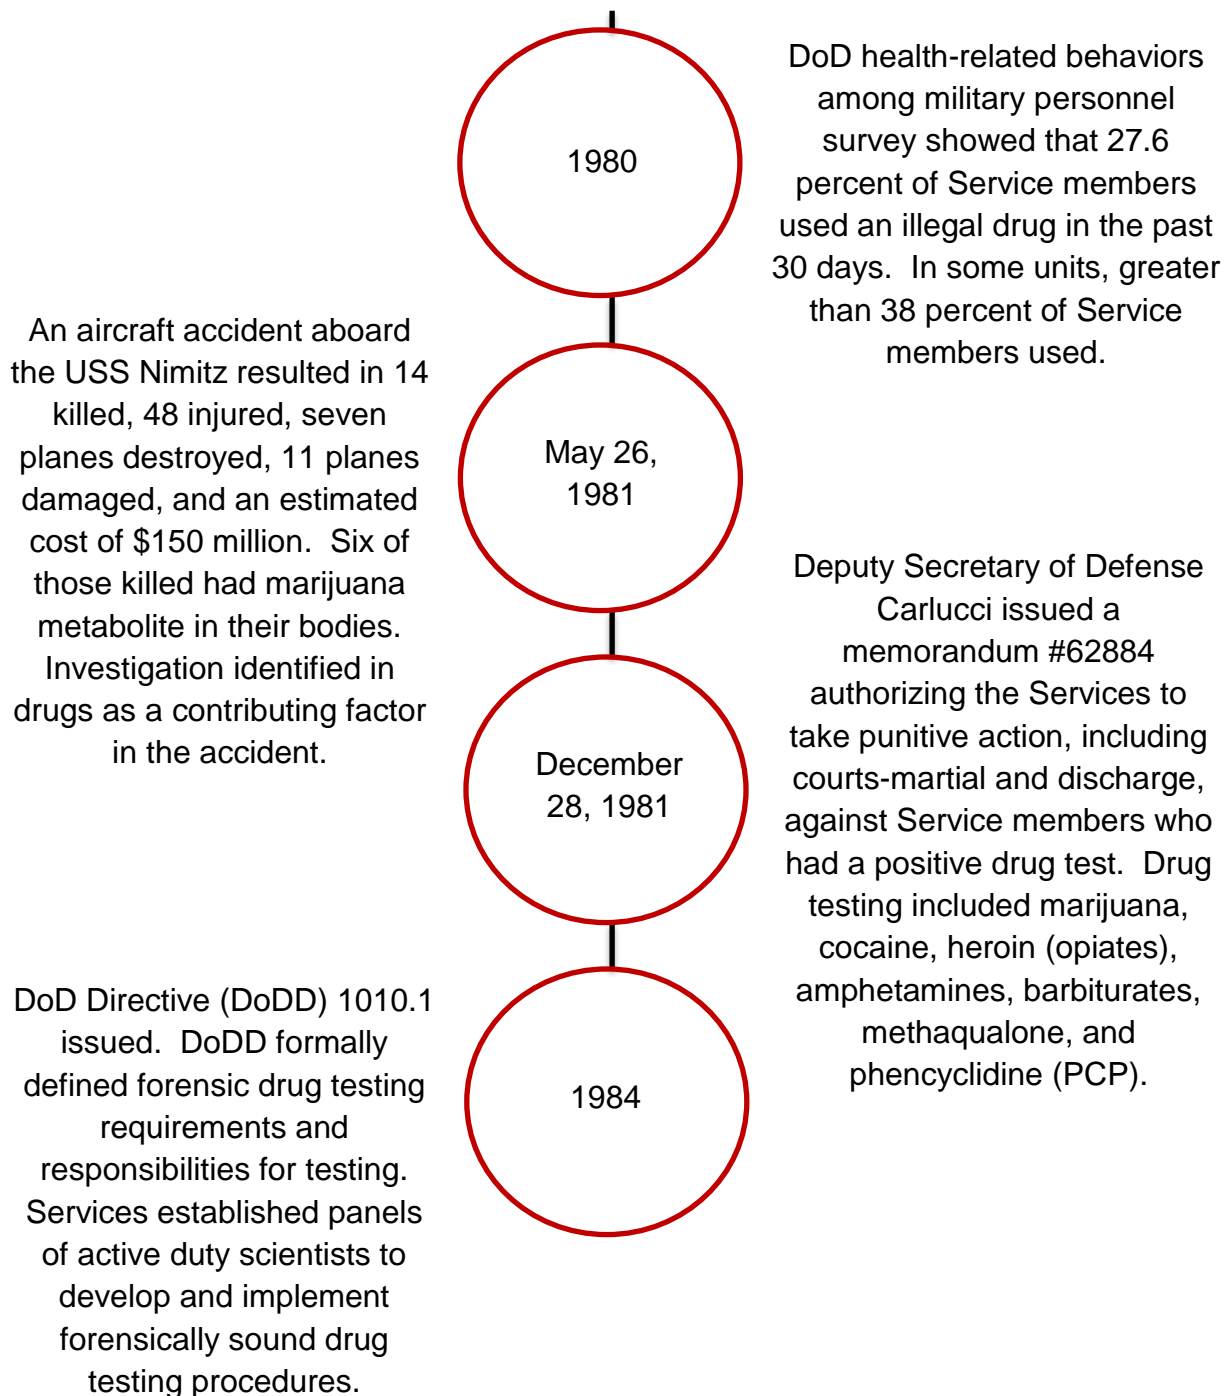 1980
DoD health-related behaviors
among military personnel
survey showed that 27.6
percent of Service members
used an illegal drug in the past
30 days.  In some units, greater
than 38 percent of Service
members used.
May 26,
1981
An aircraft accident aboard
the USS Nimitz resulted in 14
killed, 48 injured, seven
planes destroyed, 11 planes
damaged, and an estimated
cost of $150 million.  Six of
those killed had marijuana
metabolite in their bodies.
Investigation identified in
drugs as a contributing factor
in the accident.
December
28, 1981
Deputy Secretary of Defense
Carlucci issued a
memorandum #62884
authorizing the Services to
take punitive action, including
courts-martial and discharge,
against Service members who
had a positive drug test.  Drug
testing included marijuana,
cocaine, heroin (opiates),
amphetamines, barbiturates,
methaqualone, and
phencyclidine (PCP).
1984
DoD Directive (DoDD) 1010.1
issued.  DoDD formally
defined forensic drug testing
requirements and
responsibilities for testing.
Services established panels
of active duty scientists to
develop and implement
forensically sound drug
testing procedures.